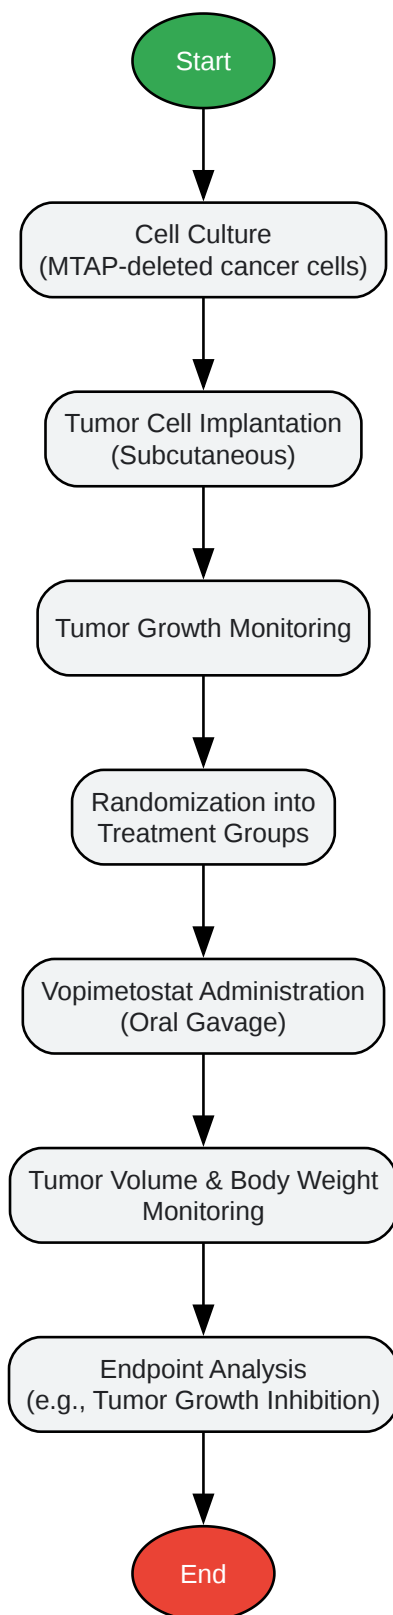 Start
Cell Culture
(MTAP-deleted cancer cells)
Tumor Cell Implantation
(Subcutaneous)
Tumor Growth Monitoring
Randomization into
Treatment Groups
Vopimetostat Administration
(Oral Gavage)
Tumor Volume & Body Weight
Monitoring
Endpoint Analysis
(e.g., Tumor Growth Inhibition)
End